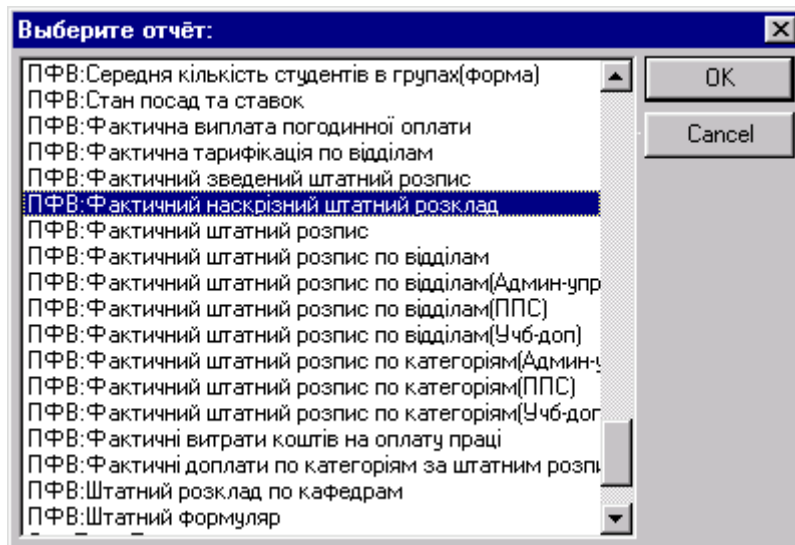 Выберите отчёт:
ПФВ:Середня кількість студентів в групах(форма)
OK
ПФВ:Стан посад та ставок
ПФВ:Фактична виплата погодинної оплати
Cancel
ПФВ:Фактична тарифікація по відділам
ПФВ:Фактичний зведений штатний розпис
ПФВ:Фактичний наскрізний штатний розклад
ПФВ:Фактичний штатний розпис
ПФВ:Фактичний штатний розпис по відділам
ПФВ:Фактичний штатний розпис по відділам(Админ-упр
ПФВ:Фактичний штатний розпис по відділам(ППС)
ПФВ:Фактичний штатний розпис по відділам(Учб-доп)
ПФВ:Фактичний штатний розпис по категоріям(Админ-у
ПФВ:Фактичний штатний розпис по категоріям(ППС)
ПФВ:Фактичний штатний розпис по категоріям(Учб-доп
ПФВ:Фактичні витрати коштів на оплату праці
ПФВ:Фактичні доплати по категоріям за штатним розпи
ПФВ:Штатний розклад по кафедрам
ПФВ:Штатний формуляр